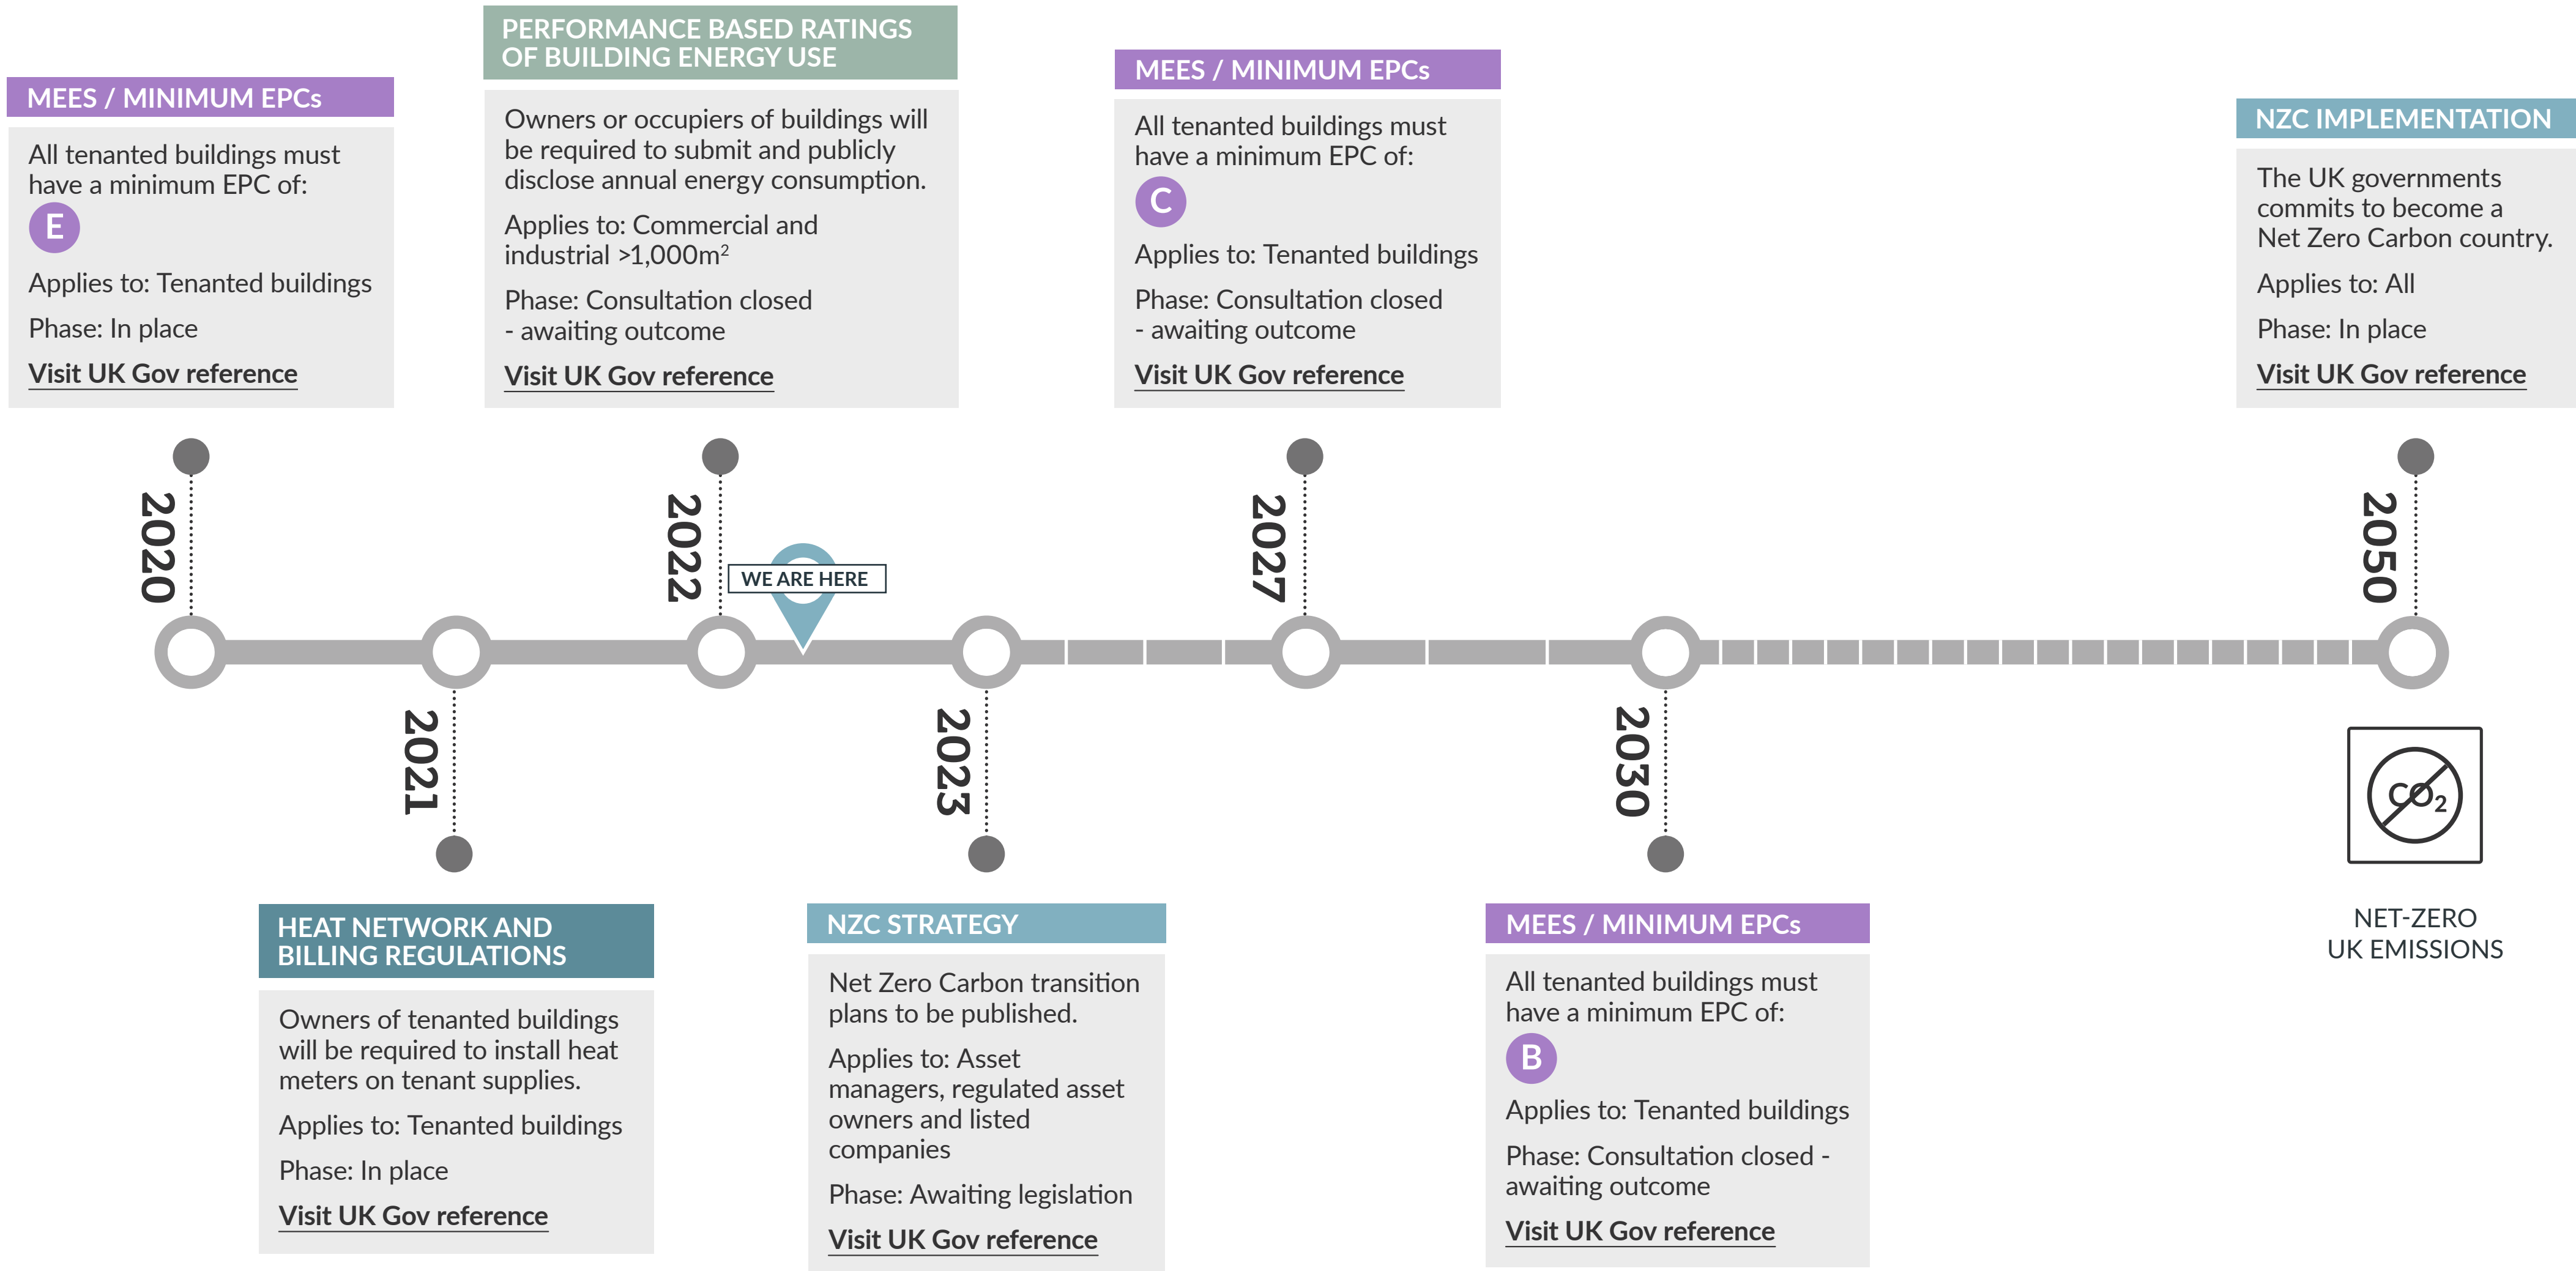 MEES / MINIMUM EPCs
All tenanted buildings must
have a minimum EPC of:
E
Applies to: Tenanted buildings
Phase: In place
Visit UK Gov reference
PERFORMANCE BASED RATINGS
OF BUILDING ENERGY USE
Owners or occupiers of buildings will
be required to submit and publicly
disclose annual energy consumption.
Applies to: Commercial and
industrial >1,000m²
Phase: Consultation closed
- awaiting outcome
Visit UK Gov reference
MEES / MINIMUM EPCs
All tenanted buildings must
have a minimum EPC of:
C
Applies to: Tenanted buildings
Phase: Consultation closed
- awaiting outcome
Visit UK Gov reference
NZC IMPLEMENTATION
The UK governments
commits to become a
Net Zero Carbon country.
Applies to: All
Phase: In place
Visit UK Gov reference
2020
2022
WE ARE HERE
2027
2050
2021
2023
2030
HEAT NETWORK AND
BILLING REGULATIONS
Owners of tenanted buildings
will be required to install heat
meters on tenant supplies.
Applies to: Tenanted buildings
Phase: In place
Visit UK Gov reference
NZC STRATEGY
Net Zero Carbon transition
plans to be published.
Applies to: Asset
managers, regulated asset
owners and listed
companies
Phase: Awaiting legislation
Visit UK Gov reference
MEES / MINIMUM EPCs
All tenanted buildings must
have a minimum EPC of:
B
Applies to: Tenanted buildings
Phase: Consultation closed -
awaiting outcome
Visit UK Gov reference
CO₂
NET-ZERO
UK EMISSIONS